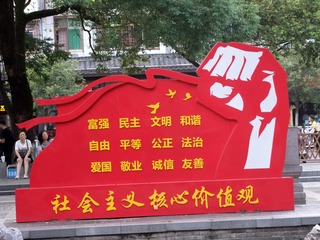 富强 民主 文明 和谐
自由 平等 公正 法治
爱国 敬业 诚信 友善
社会主义核心价值观